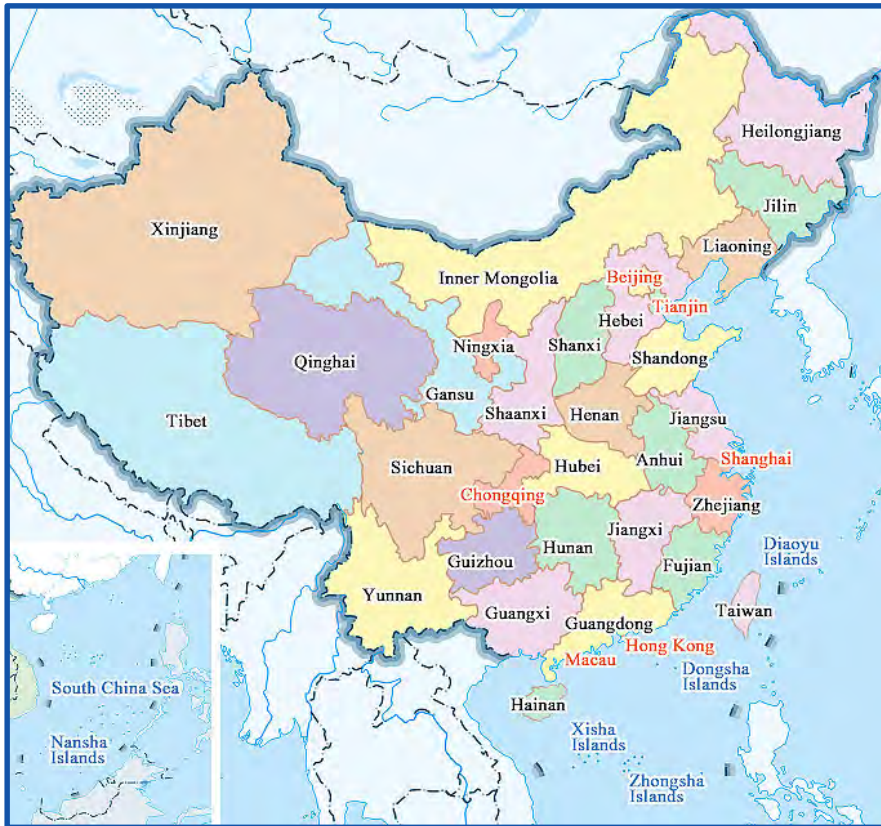 Heilongjiang
Jilin
Xinjiang
Liaoning
Inner Mongolia
Beijing
Tianjin
Hebei
Ningxia
Shanxi
Shandong
Qinghai
Gansu
Shaanxi
Henan
Jiangsu
Tibet
Sichuan
Hubei
Anhui
Shanghai
Chongqing
Zhejiang
Jiangxi
Hunan
Guizhou
Fujian
Diaoyu
Islands
Yunnan
Guangxi
Guangdong
Taiwan
Hong Kong
Macau
Dongsha
Islands
South China Sea
Hainan
Xisha
Islands
Nansha
Islands
Zhongsha
Islands